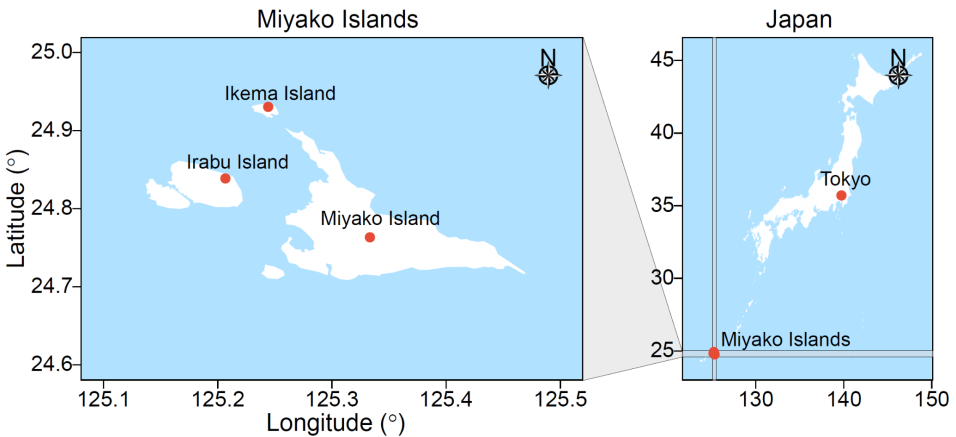 Miyako Islands
Japan
N
Ikema Island
Irabu Island
Miyako Island
25.0
24.9
24.8
24.7
24.6
Latitude (°)
125.1 125.2 125.3 125.4 125.5
Longitude (°)
N
Tokyo
Miyako Islands
45
40
35
30
25
130 140 150